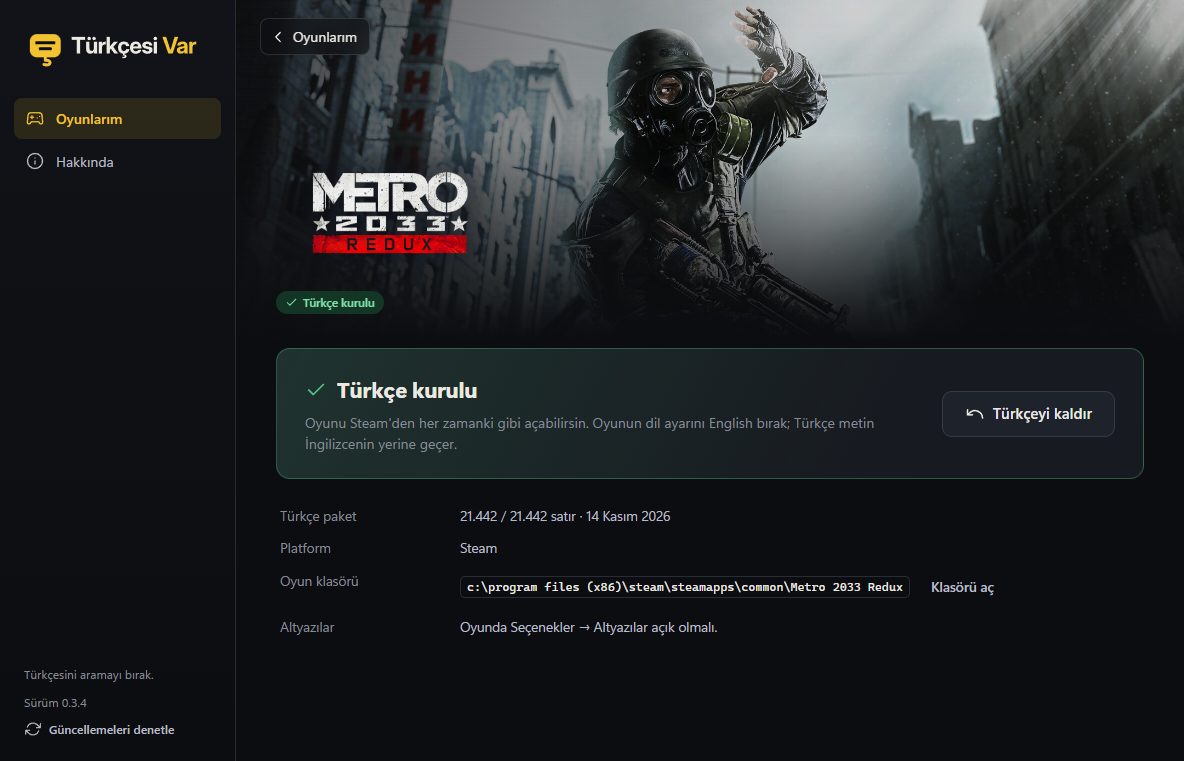 Türkçesi Var
Oyunlarım
Hakkında
Türkçesini aramayı bırak.
Sürüm 0.3.4
Güncellemeleri denetle
Oyunlarım
METRO
2033
REDUX
Türkçe kurulu
Türkçe kurulu
Oyunu Steam'den her zamanki gibi açabilirsin. Oyunun dil ayarını English bırak; Türkçe metin
İngilizcenin yerine geçer.
Türkçeyi kaldır
Türkçe paket 21.442 / 21.442 satır · 14 Kasım 2026
Platform Steam
Oyun klasörü c:\program files (x86)\steam\steamapps\common\Metro 2033 Redux Klasörü aç
Altyazılar Oyunda Seçenekler → Altyazılar açık olmalı.